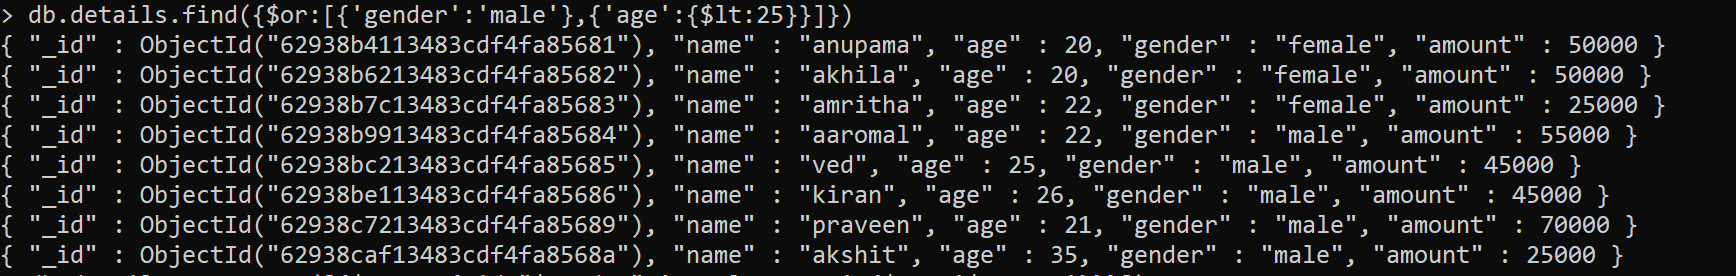 > db.details.find({$or:[{'gender':'male'},{'age':{$lt:25}}]})
{ "_id" : ObjectId("62938b4113483cdf4fa85681"), "name" : "anupama", "age" : 20, "gender" : "female", "amount" : 50000 }
{ "_id" : ObjectId("62938b6213483cdf4fa85682"), "name" : "akhila", "age" : 20, "gender" : "female", "amount" : 50000 }
{ "_id" : ObjectId("62938b7c13483cdf4fa85683"), "name" : "amritha", "age" : 22, "gender" : "female", "amount" : 25000 }
{ "_id" : ObjectId("62938b9913483cdf4fa85684"), "name" : "aaromal", "age" : 22, "gender" : "male", "amount" : 55000 }
{ "_id" : ObjectId("62938bc213483cdf4fa85685"), "name" : "ved", "age" : 25, "gender" : "male", "amount" : 45000 }
{ "_id" : ObjectId("62938be113483cdf4fa85686"), "name" : "kiran", "age" : 26, "gender" : "male", "amount" : 45000 }
{ "_id" : ObjectId("62938c7213483cdf4fa85689"), "name" : "praveen", "age" : 21, "gender" : "male", "amount" : 70000 }
{ "_id" : ObjectId("62938caf13483cdf4fa8568a"), "name" : "akshit", "age" : 35, "gender" : "male", "amount" : 25000 }